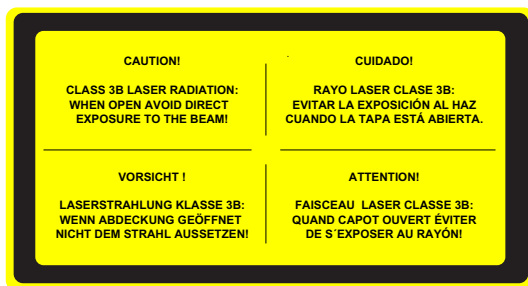 CAUTION!
CLASS 3B LASER RADIATION:
WHEN OPEN AVOID DIRECT
EXPOSURE TO THE BEAM!
CUIDADO!
RAYO LASER CLASE 3B:
EVITAR LA EXPOSICIÓN AL HAZ
CUANDO LA TAPA ESTÁ ABIERTA.
VORSICHT !
LASERSTRAHLUNG KLASSE 3B:
WENN ABDECKUNG GEÖFFNET
NICHT DEM STRAHL AUSSETZEN!
ATTENTION!
FAISCEAU LASER CLASSE 3B:
QUAND CAPOT OUVERT ÉVITER
DE S´EXPOSER AU RAYÓN!